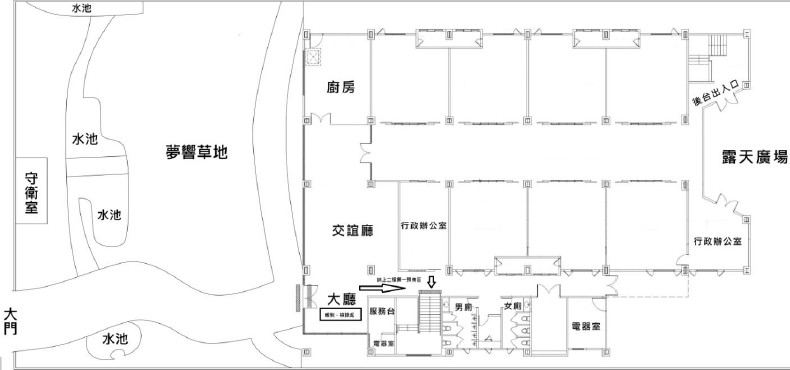 水池
廚房
後台出入口
水池
夢響草地
露天廣場
守衛室
水池
交誼廳
行政辦公室
行政辦公室
大廳
大門
服務台
男廁
女廁
電器室
電器室
水池